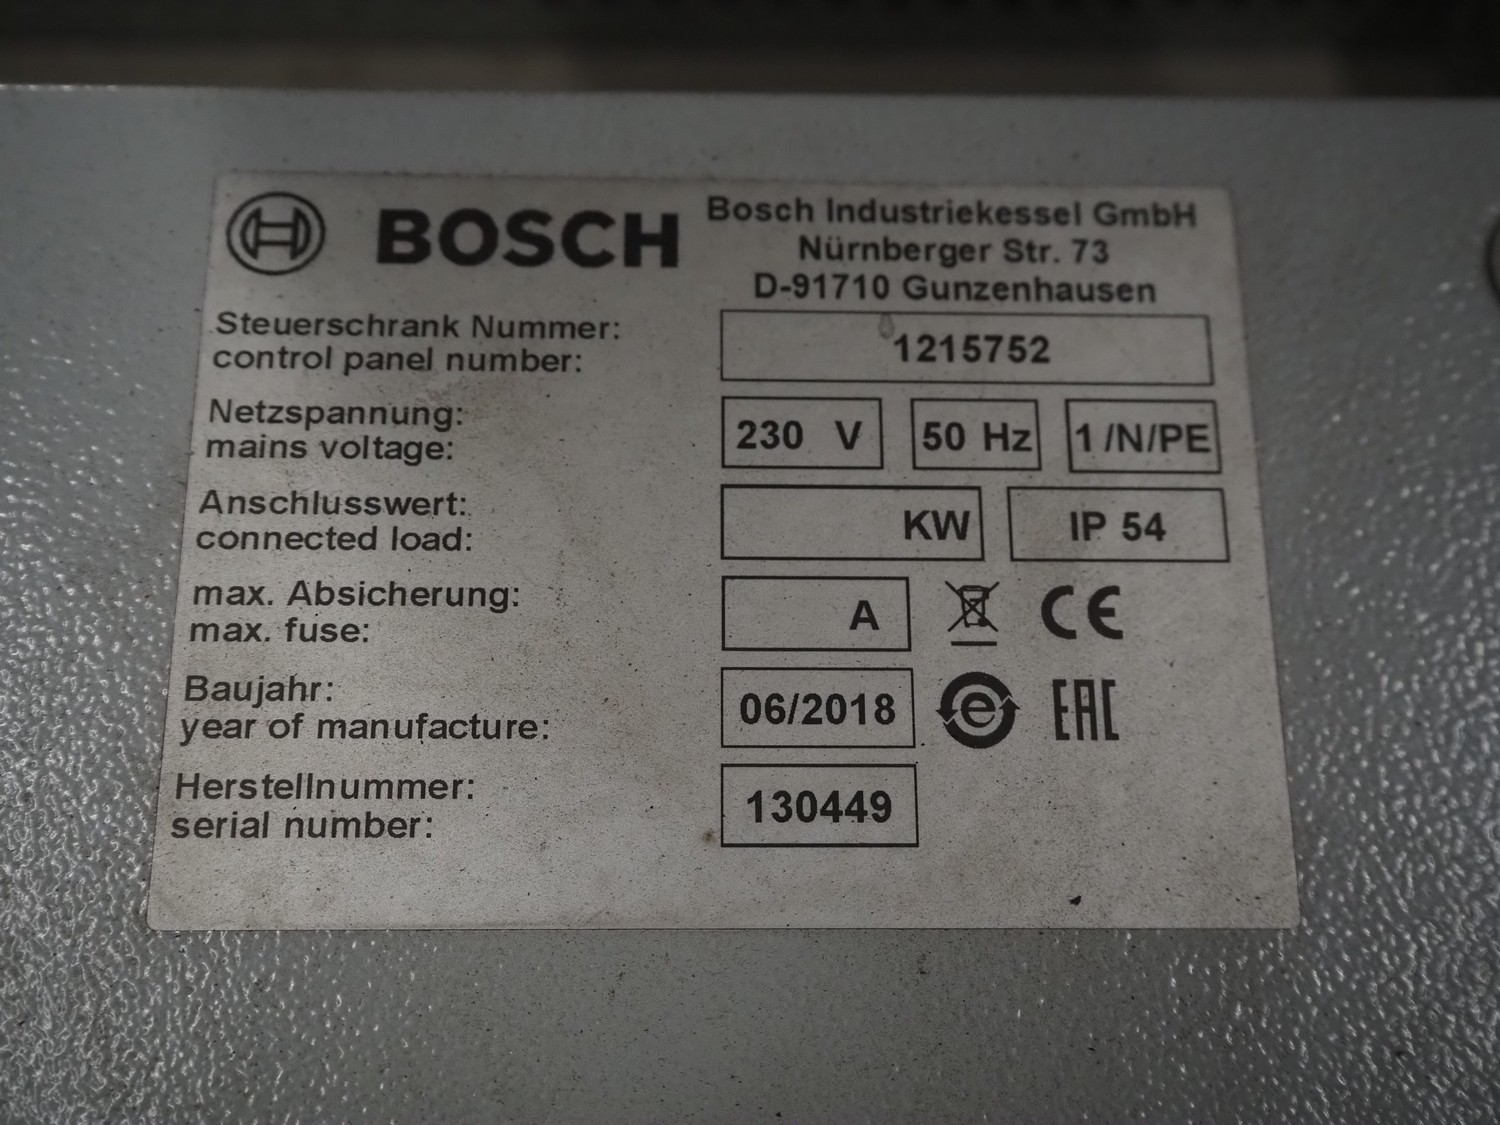 BOSCH
Bosch Industriekessel GmbH
Nürnberger Str. 73
D-91710 Gunzenhausen
Steuerschrank Nummer:
control panel number:
1215752
Netzspannung:
mains voltage:
230 V 50 Hz 1 /N/PE
Anschlusswert:
connected load:
KW IP 54
max. Absicherung:
max. fuse:
A CE
Baujahr:
year of manufacture:
06/2018 e EAC
Herstellnummer:
serial number:
130449